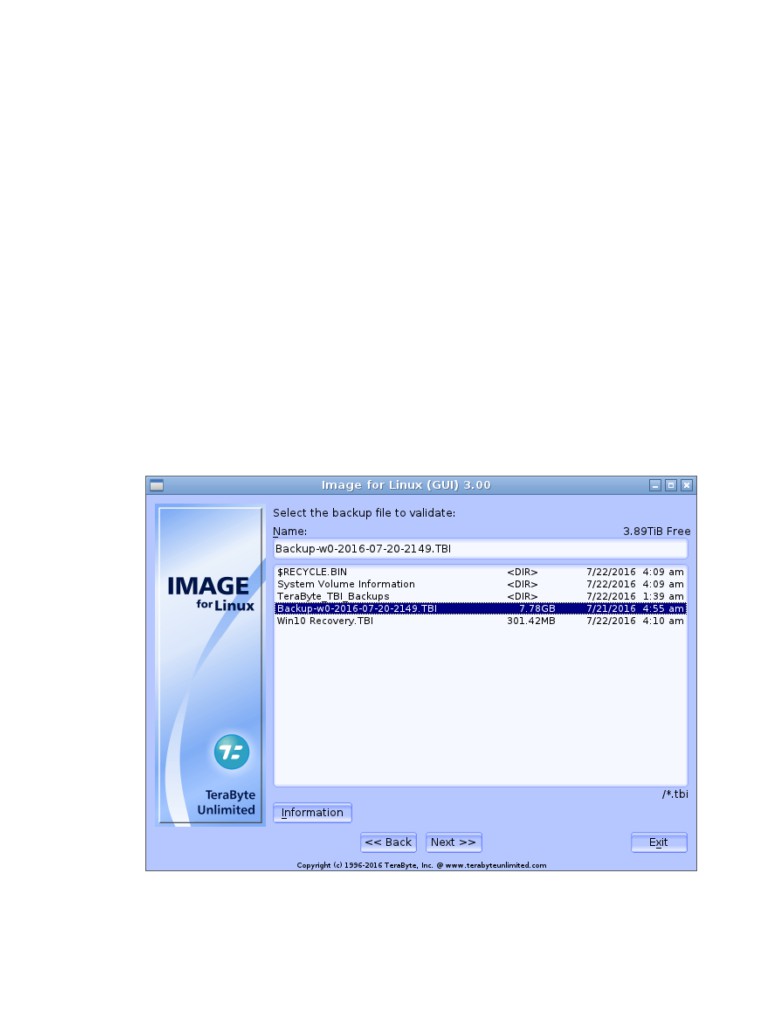 Image for Linux (GUI) 3.00
Select the backup file to validate:
Name: 3.89TiB Free
Backup-w0-2016-07-20-2149.TBI
$RECYCLE.BIN <DIR> 7/22/2016 4:09 am
System Volume Information <DIR> 7/22/2016 4:09 am
TeraByte_TBI_Backups <DIR> 7/22/2016 1:39 am
Backup-w0-2016-07-20-2149.TBI 7.78GB 7/21/2016 4:55 am
Win10 Recovery.TBI 301.42MB 7/22/2016 4:10 am
IMAGE
for Linux
TeraByte
Unlimited
/*.tbi
Information
<< Back Next >> Exit
Copyright (c) 1996-2016 TeraByte, Inc. @ www.terabyteunlimited.com